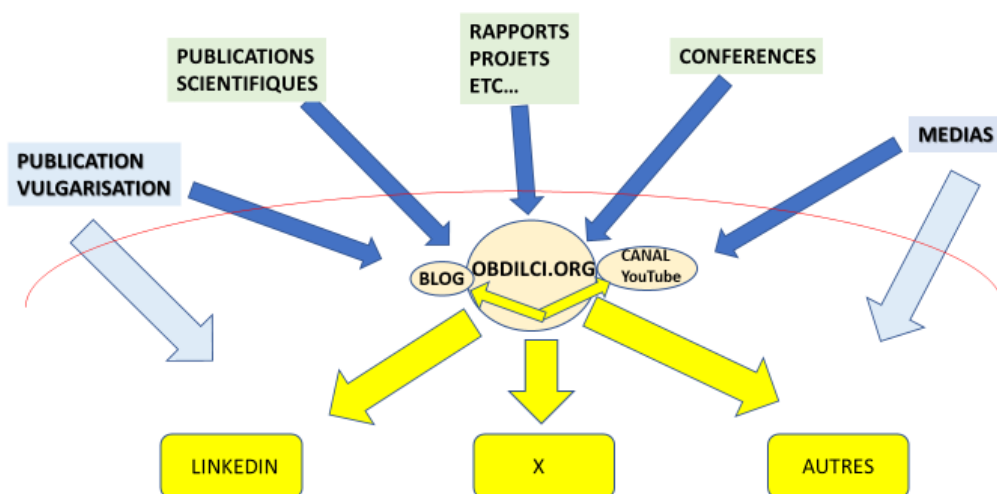 RAPPORTS
PROJETS
ETC...
PUBLICATIONS
SCIENTIFIQUES
CONFERENCES
MEDIAS
PUBLICATION
VULGARISATION
BLOG
OBDILCI.ORG
CANAL
YouTube
LINKEDIN
X
AUTRES